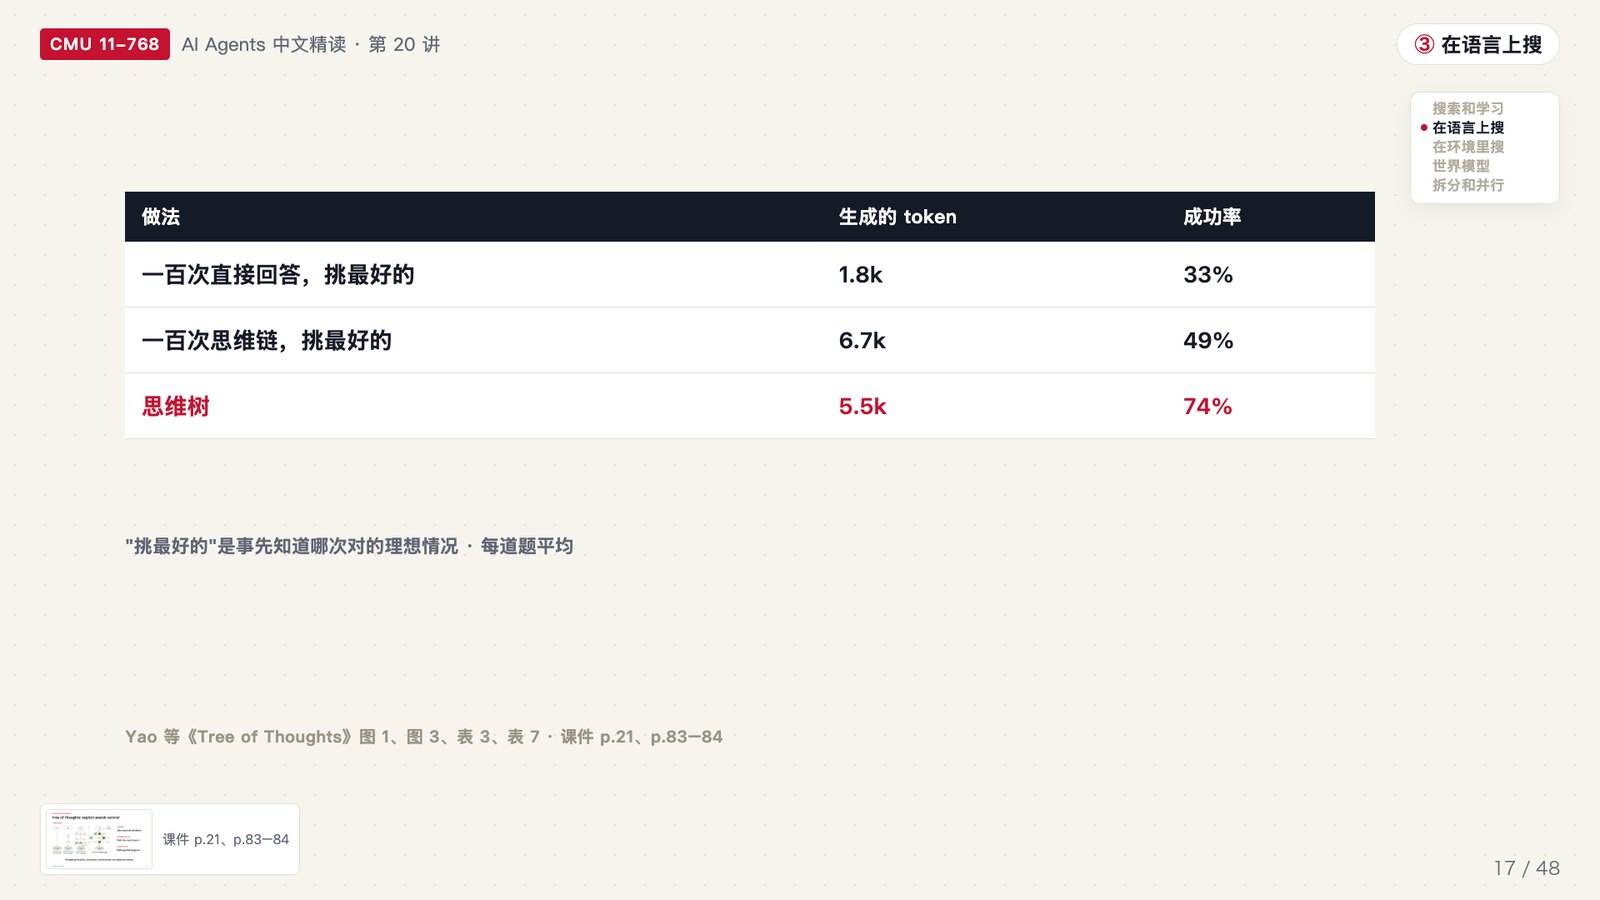 CMU 11-768 AI Agents 中文精读 · 第 20 讲
③ 在语言上搜
搜索和学习
在语言上搜
在环境里搜
世界模型
拆分和并行
做法 生成的 token 成功率
一百次直接回答，挑最好的 1.8k 33%
一百次思维链，挑最好的 6.7k 49%
思维树 5.5k 74%
"挑最好的"是事先知道哪次对的理想情况 · 每道题平均
Yao 等《Tree of Thoughts》图 1、图 3、表 3、表 7 · 课件 p.21、p.83–84
课件 p.21、p.83–84
17 / 48